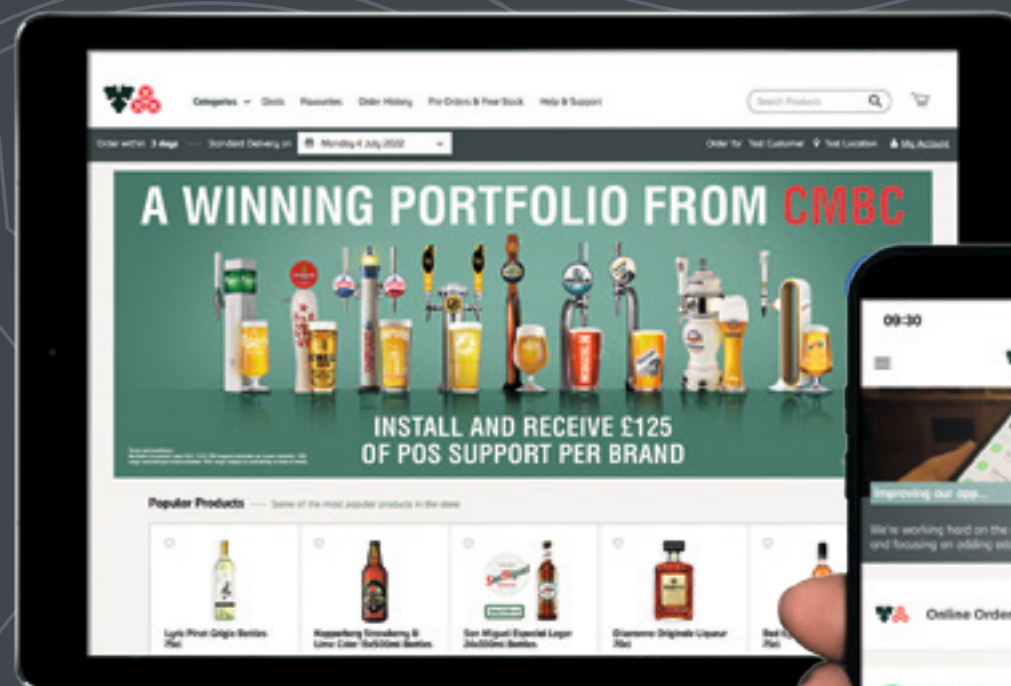 Categories Deals Favourites Order History Pre-Orders & Free Stock Help & Support
Search Products
Order within 3 days Standard Delivery on Monday 4 July 2022
Order for Test Customer Test Location My Account
A WINNING PORTFOLIO FROM CMBC
INSTALL AND RECEIVE £125
OF POS SUPPORT PER BRAND
Popular Products Some of the most popular products in the store
Lyric Pinot Grigio Bottles
75cl
Kopparberg Strawberry &
Lime Cider 15x500ml Bottles
San Miguel Especial Lager
24x330ml Bottles
Disaronno Originale Liqueur
70cl
09:30
Improving our app...
We're working hard on the
and focusing on adding
Online Order